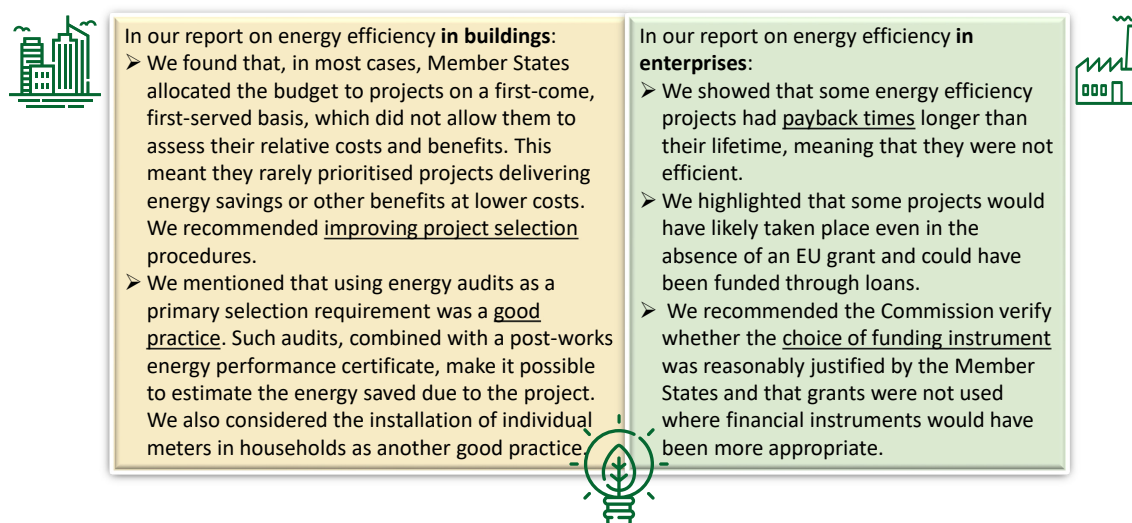 In our report on energy efficiency in buildings:
➢ We found that, in most cases, Member States
allocated the budget to projects on a first-come,
first-served basis, which did not allow them to
assess their relative costs and benefits. This
meant they rarely prioritised projects delivering
energy savings or other benefits at lower costs.
We recommended improving project selection
procedures.
➢ We mentioned that using energy audits as a
primary selection requirement was a good
practice. Such audits, combined with a post-works
energy performance certificate, make it possible
to estimate the energy saved due to the project.
We also considered the installation of individual
meters in households as another good practice.
In our report on energy efficiency in
enterprises:
➢ We showed that some energy efficiency
projects had payback times longer than
their lifetime, meaning that they were not
efficient.
➢ We highlighted that some projects would
have likely taken place even in the
absence of an EU grant and could have
been funded through loans.
➢ We recommended the Commission verify
whether the choice of funding instrument
was reasonably justified by the Member
States and that grants were not used
where financial instruments would have
been more appropriate.